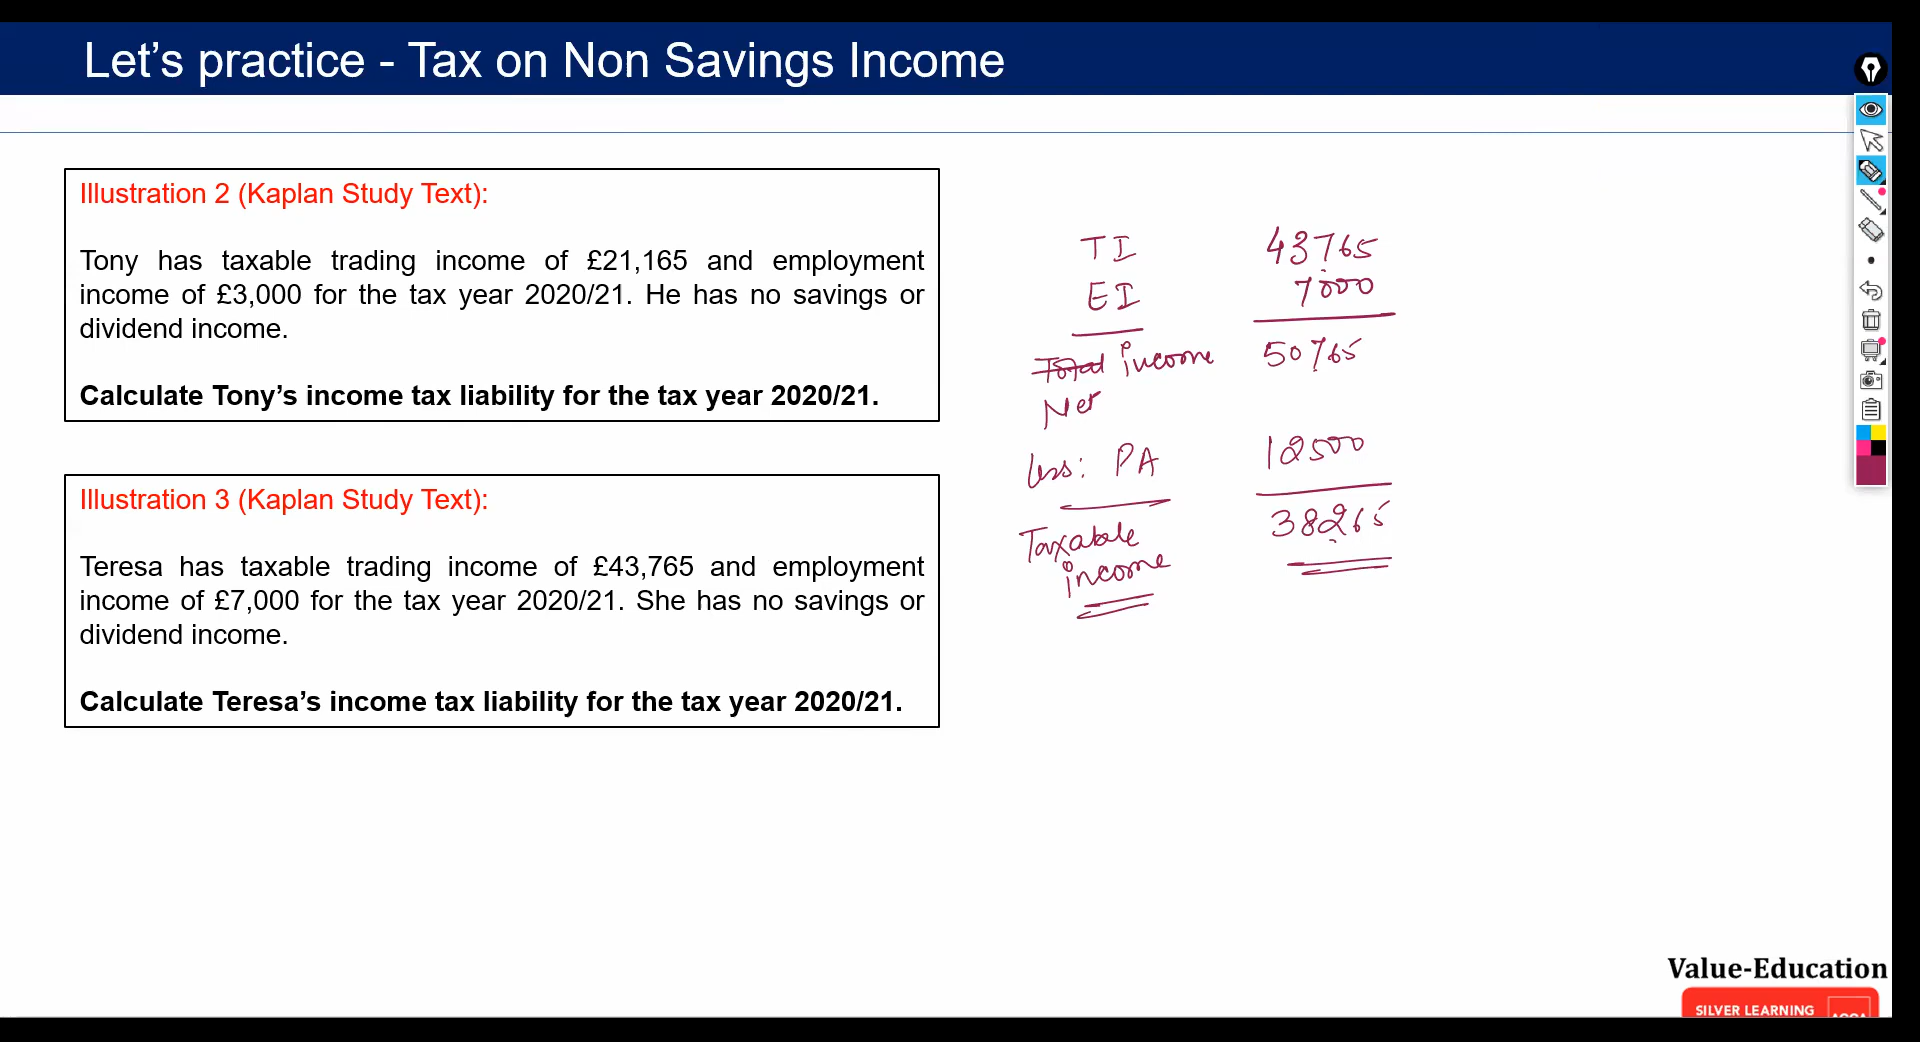 Let's practice - Tax on Non Savings Income
Illustration 2 (Kaplan Study Text):
Tony has taxable trading income of £21,165 and employment
income of £3,000 for the tax year 2020/21. He has no savings or
dividend income.
Calculate Tony's income tax liability for the tax year 2020/21.
Illustration 3 (Kaplan Study Text):
Teresa has taxable trading income of £43,765 and employment
income of £7,000 for the tax year 2020/21. She has no savings or
dividend income.
Calculate Teresa's income tax liability for the tax year 2020/21.
TI 43765
EI 7000
Total income 50765
Net
Less: PA 12500
Taxable 38265
income
Value-Education
SILVER LEARNING
ACCA